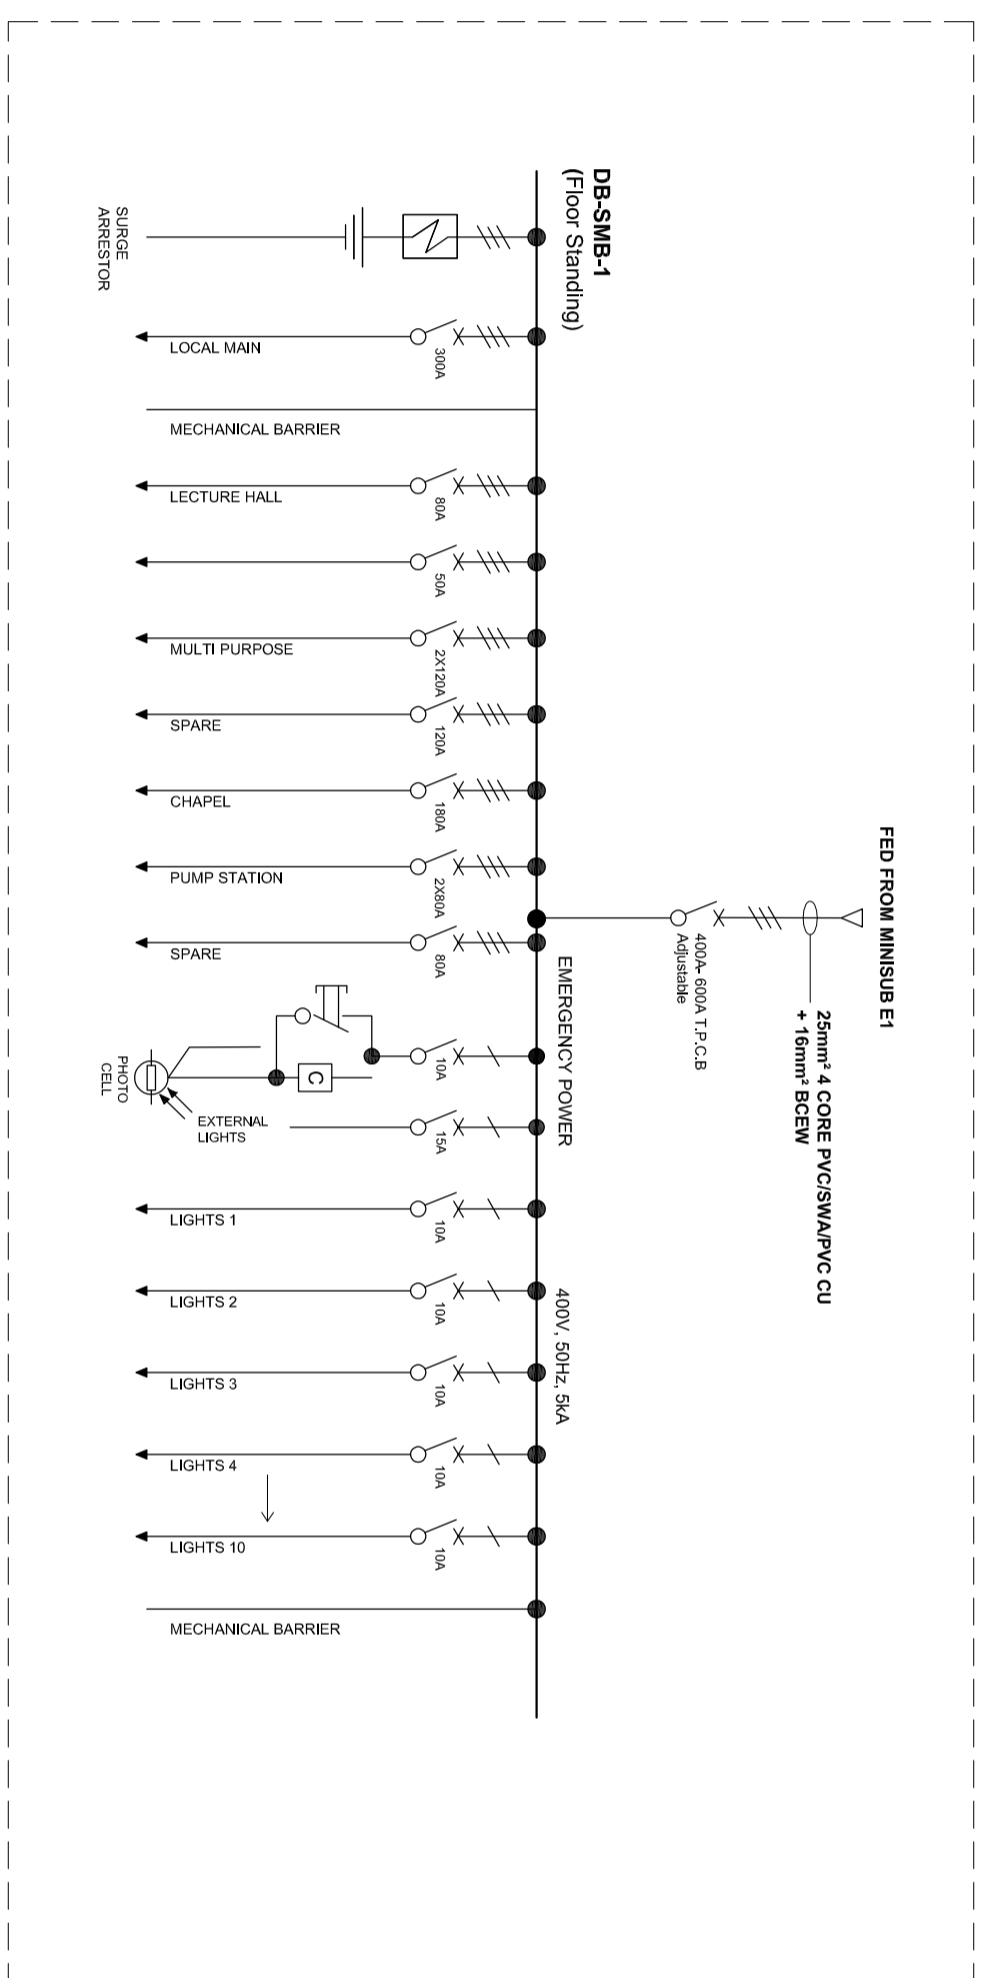 FED FROM MINISUB E1
25mm² 4 CORE PVC/SWA/PVC CU
+ 16mm² BCEW
400A- 600A T.P.C.B
Adjustable
DB-SMB-1
(Floor Standing)
EMERGENCY POWER
400V, 50Hz, 5kA
SURGE
ARRESTOR
300A
LOCAL MAIN
MECHANICAL BARRIER
80A
LECTURE HALL
50A
2X120A
MULTI PURPOSE
120A
SPARE
180A
CHAPEL
2X80A
PUMP STATION
80A
SPARE
10A
C
PHOTO
CELL
15A
EXTERNAL
LIGHTS
10A
LIGHTS 1
10A
LIGHTS 2
10A
LIGHTS 3
10A
LIGHTS 4
10A
LIGHTS 10
MECHANICAL BARRIER